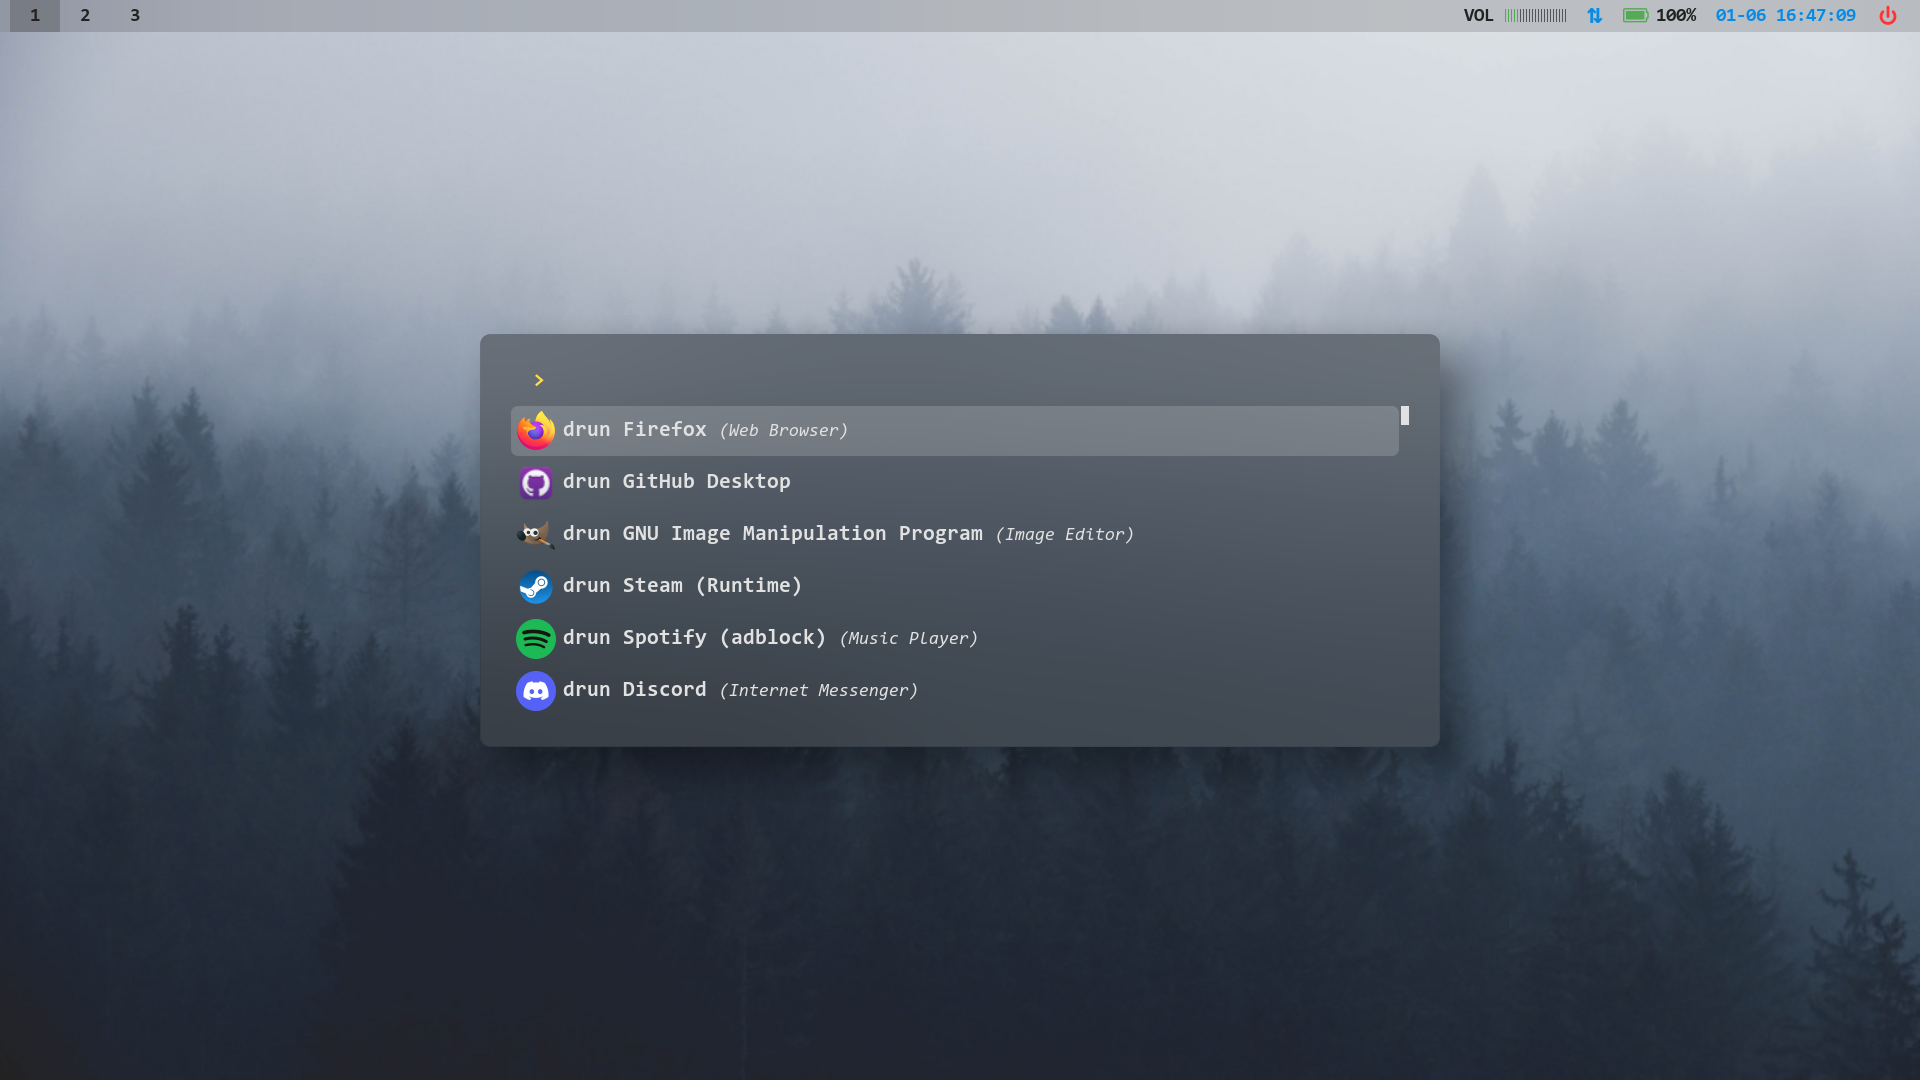 1 2 3 VOL 100% 01-06 16:47:09
>
drun Firefox (Web Browser)
drun GitHub Desktop
drun GNU Image Manipulation Program (Image Editor)
drun Steam (Runtime)
drun Spotify (adblock) (Music Player)
drun Discord (Internet Messenger)